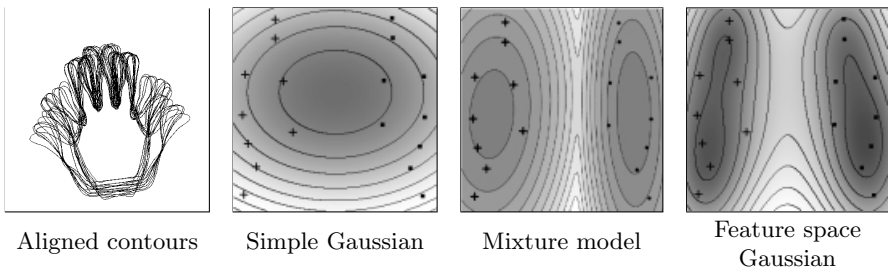 Aligned contours
Simple Gaussian
Mixture model
Feature space
Gaussian